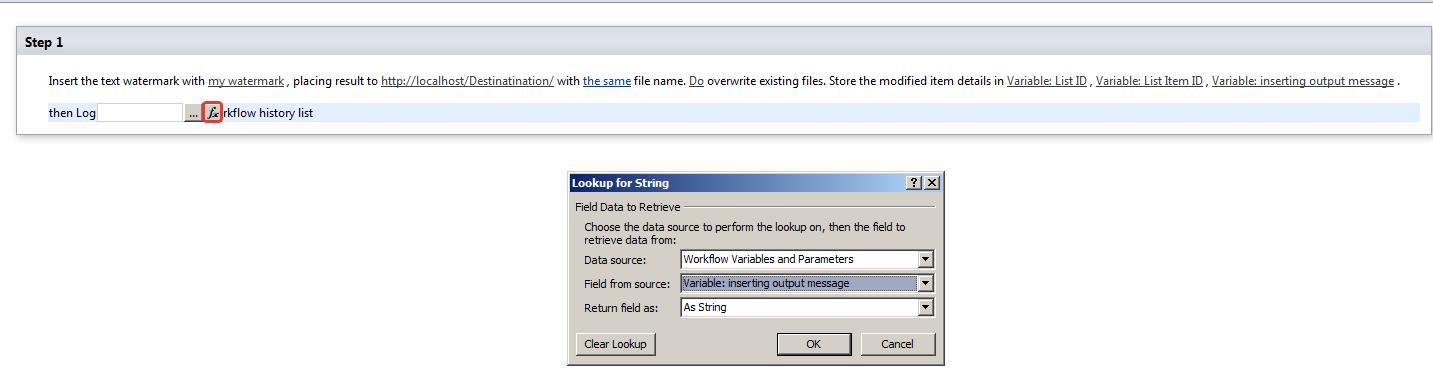 Step 1
Insert the text watermark with my watermark , placing result to http://localhost/Destinatination/ with the same file name. Do overwrite existing files. Store the modified item details in Variable: List ID , Variable: List Item ID , Variable: inserting output message .
then Log ... fx rkflow history list
Lookup for String ? X
Field Data to Retrieve
Choose the data source to perform the lookup on, then the field to
retrieve data from:
Data source: Workflow Variables and Parameters
Field from source: Variable: inserting output message
Return field as: As String
Clear Lookup OK Cancel